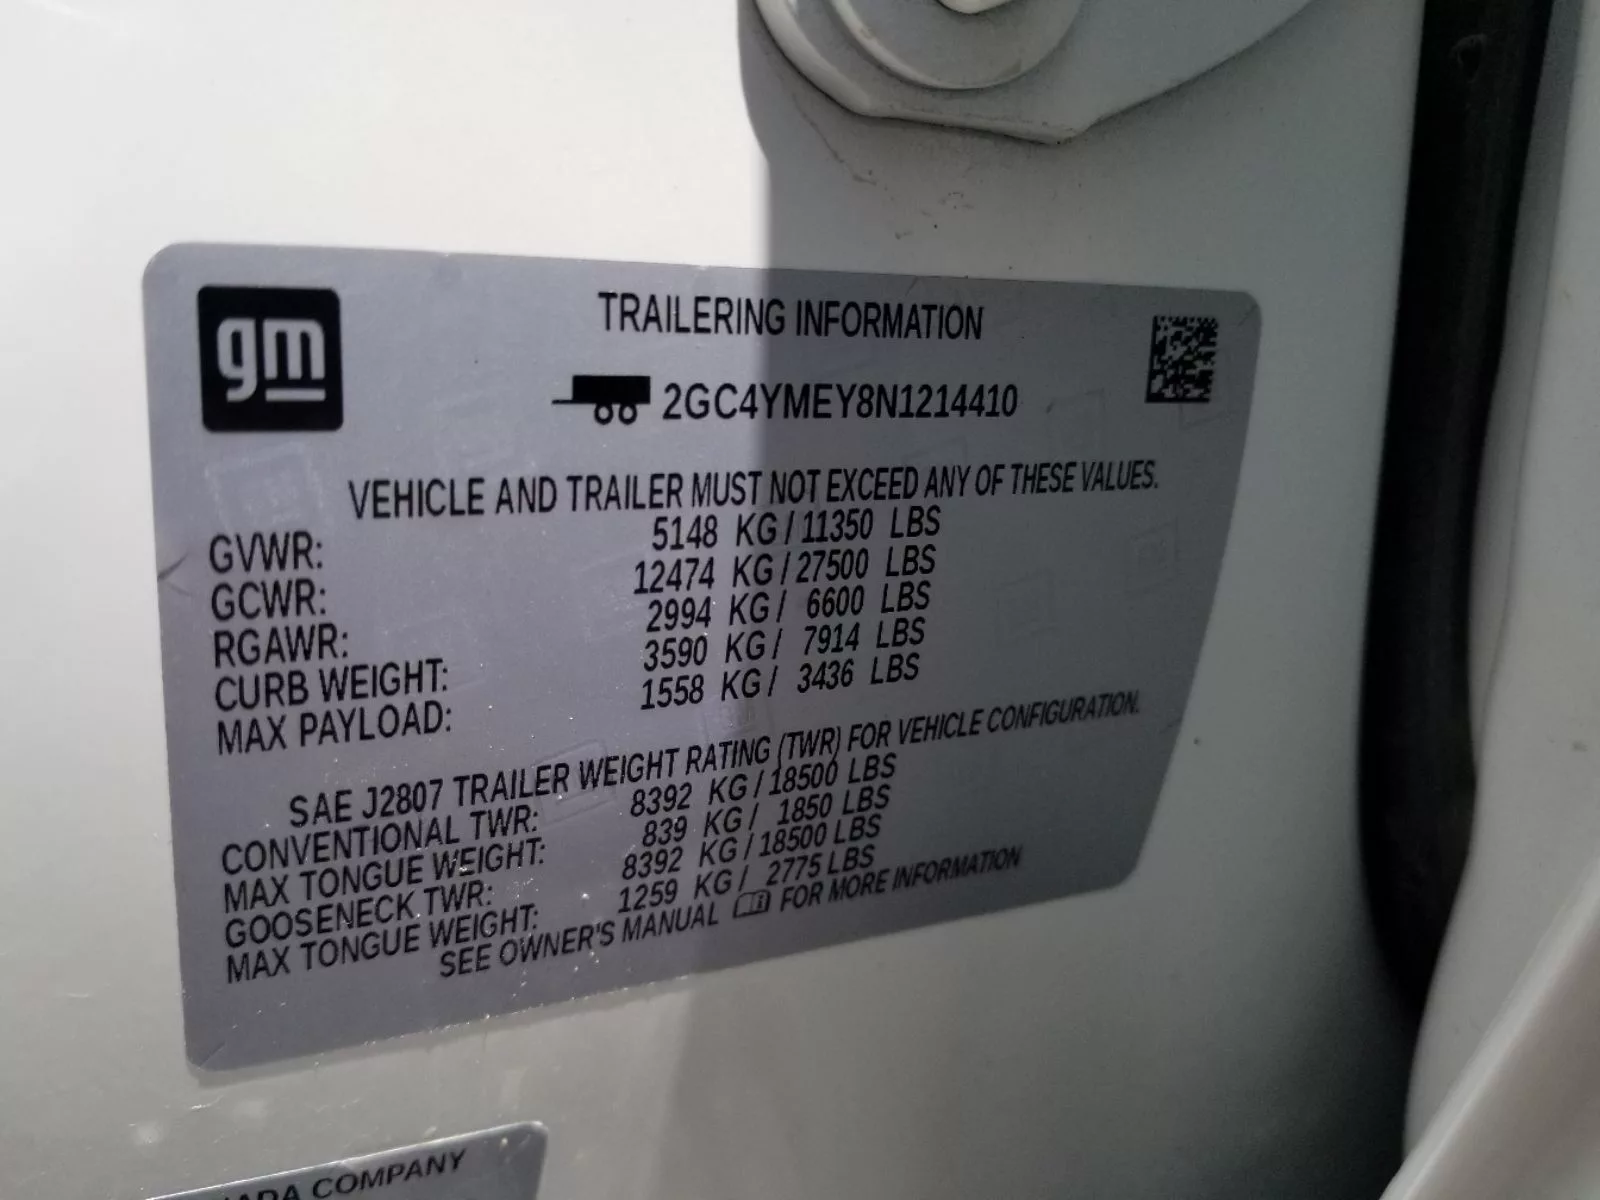 gm
TRAILERING INFORMATION
2GC4YMEY8N1214410
VEHICLE AND TRAILER MUST NOT EXCEED ANY OF THESE VALUES.
GVWR: 5148 KG / 11350 LBS
GCWR: 12474 KG / 27500 LBS
RGAWR: 2994 KG / 6600 LBS
CURB WEIGHT: 3590 KG / 7914 LBS
MAX PAYLOAD: 1558 KG / 3436 LBS
SAE J2807 TRAILER WEIGHT RATING (TWR) FOR VEHICLE CONFIGURATION.
CONVENTIONAL TWR: 8392 KG / 18500 LBS
MAX TONGUE WEIGHT: 839 KG / 1850 LBS
GOOSENECK TWR: 8392 KG / 18500 LBS
MAX TONGUE WEIGHT: 1259 KG / 2775 LBS
SEE OWNER'S MANUAL FOR MORE INFORMATION
COMPANY